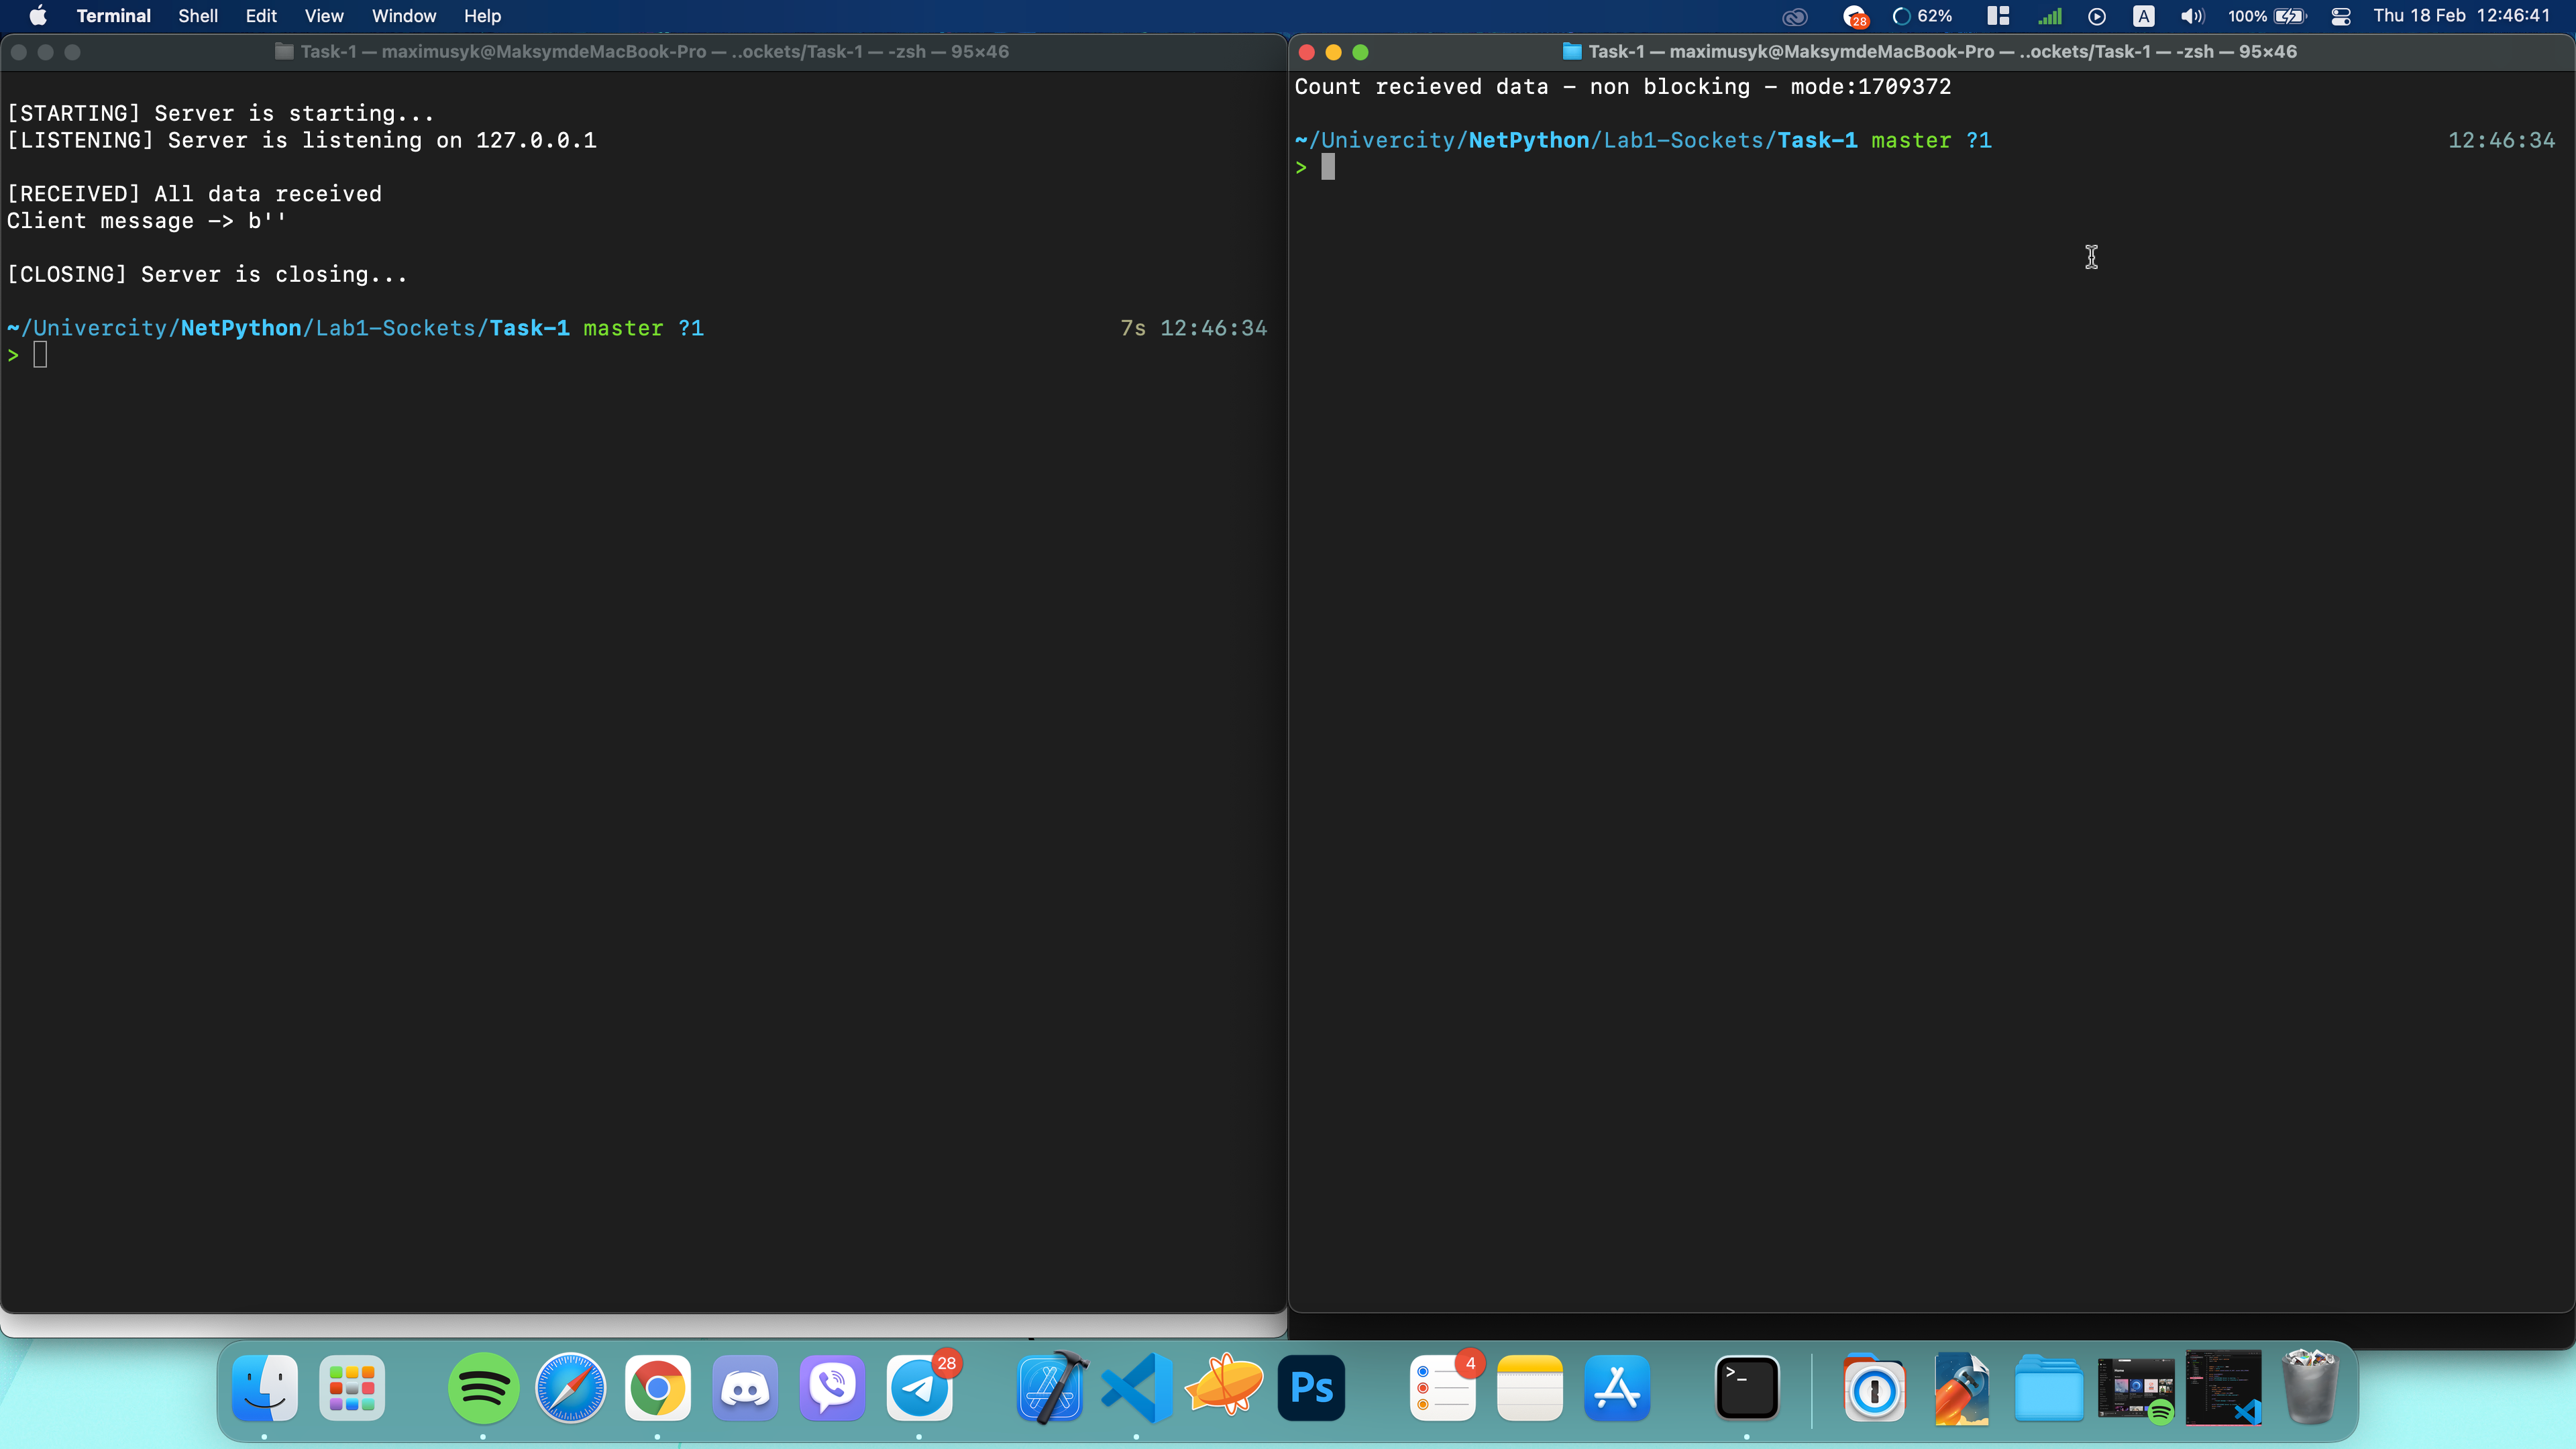 Terminal Shell Edit View Window Help 28 62% A 100% Thu 18 Feb 12:46:41
Task-1 — maximusyk@MaksymdeMacBook-Pro — ..ockets/Task-1 — -zsh — 95×46
[STARTING] Server is starting...
[LISTENING] Server is listening on 127.0.0.1
[RECEIVED] All data received
Client message -> b''
[CLOSING] Server is closing...
~/Univercity/NetPython/Lab1-Sockets/Task-1 master ?1 7s 12:46:34
>
Task-1 — maximusyk@MaksymdeMacBook-Pro — ..ockets/Task-1 — -zsh — 95×46
Count recieved data - non blocking - mode:1709372
~/Univercity/NetPython/Lab1-Sockets/Task-1 master ?1 12:46:34
>
28
Ps
4
>_